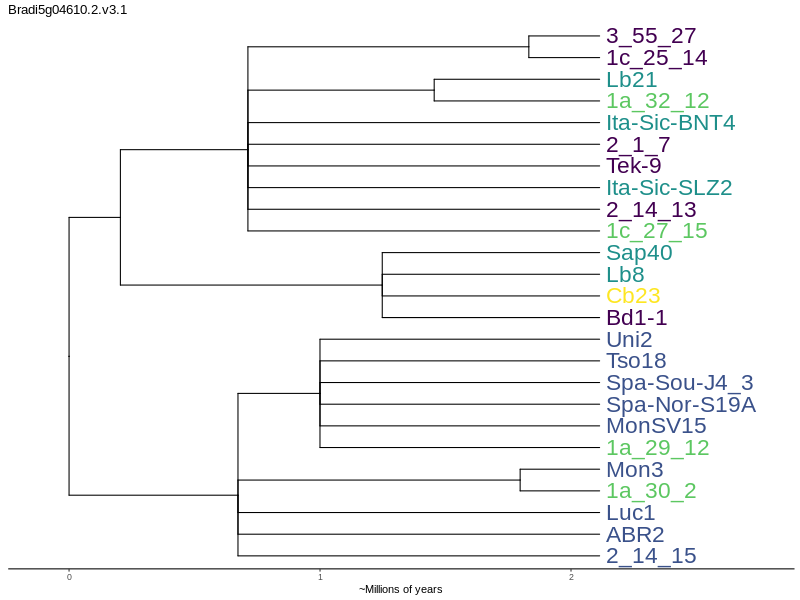 Bradi5g04610.2.v3.1
3_55_27
1c_25_14
Lb21
1a_32_12
Ita-Sic-BNT4
2_1_7
Tek-9
Ita-Sic-SLZ2
2_14_13
1c_27_15
Sap40
Lb8
Cb23
Bd1-1
Uni2
Tso18
Spa-Sou-J4_3
Spa-Nor-S19A
MonSV15
1a_29_12
Mon3
1a_30_2
Luc1
ABR2
2_14_15
0 1 2
~Millions of years